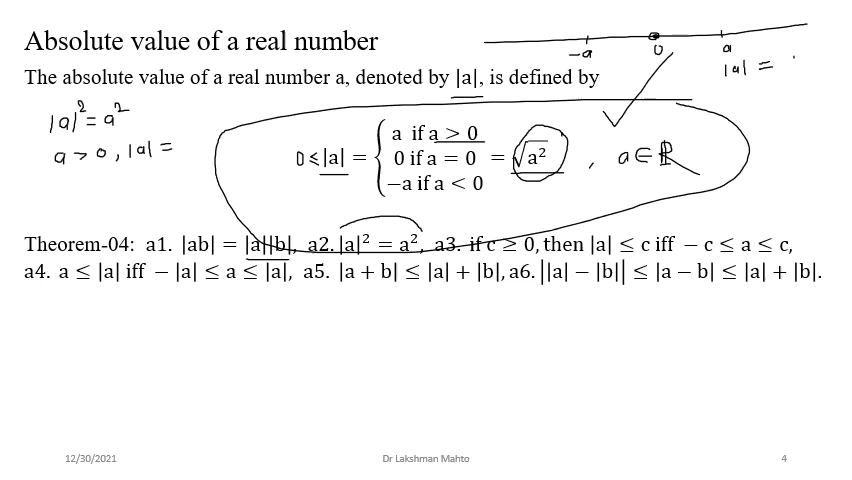 Absolute value of a real number
-a 0 a
The absolute value of a real number a, denoted by |a|, is defined by
|a| =
|a|² = a²
a > 0, |a| =
0 ≤ |a| = { a if a > 0
0 if a = 0 = √a² , a ∈ ℝ
−a if a < 0
Theorem-04: a1. |ab| = |a||b|, a2. |a|² = a², a3. if c ≥ 0, then |a| ≤ c iff − c ≤ a ≤ c,
a4. a ≤ |a| iff − |a| ≤ a ≤ |a|, a5. |a + b| ≤ |a| + |b|, a6. ||a| − |b|| ≤ |a − b| ≤ |a| + |b|.
12/30/2021 Dr Lakshman Mahto 4